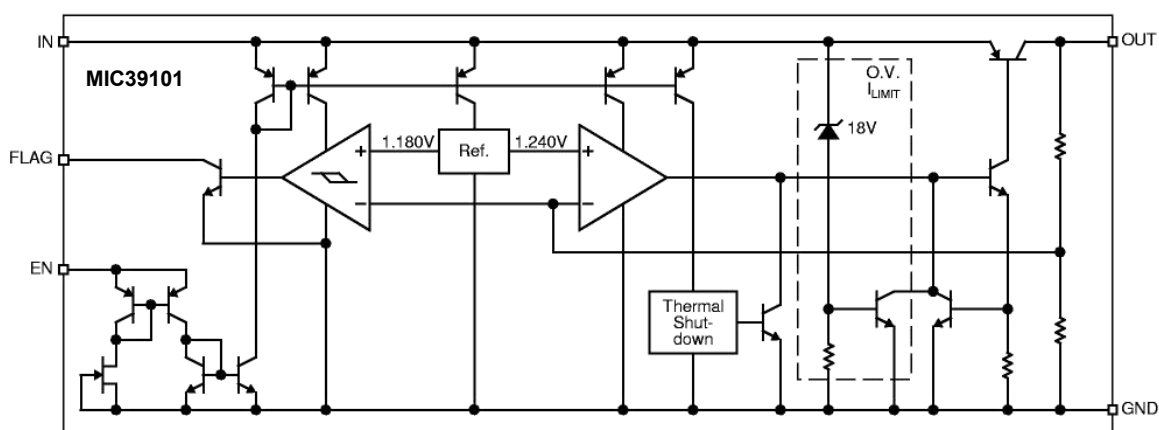 IN
OUT
MIC39101
O.V.
ILIMIT
18V
FLAG
1.180V
Ref.
1.240V
+
+
−
−
EN
Thermal
Shut-
down
GND